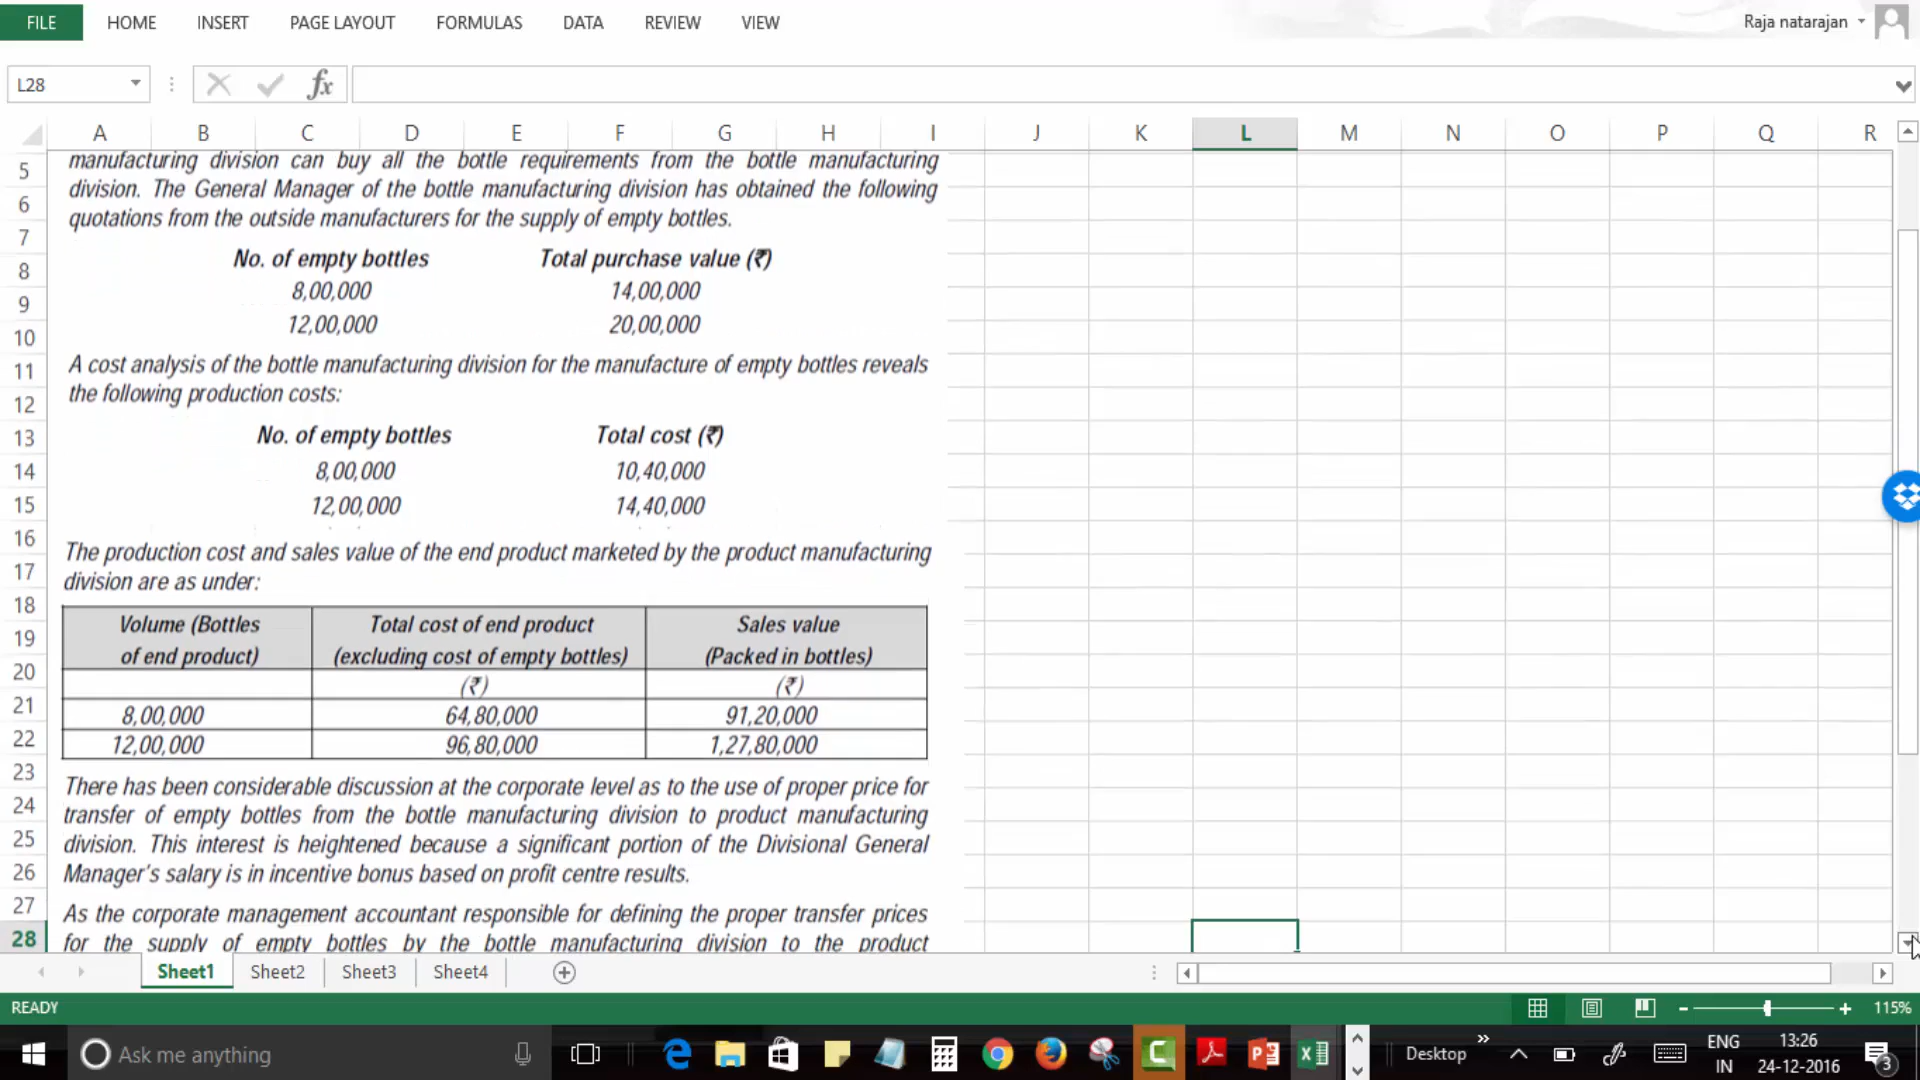 FILE HOME INSERT PAGE LAYOUT FORMULAS DATA REVIEW VIEW Raja natarajan
L28 fx
A B C D E F G H I J K L M N O P Q R
5 manufacturing division can buy all the bottle requirements from the bottle manufacturing
6 division. The General Manager of the bottle manufacturing division has obtained the following
7 quotations from the outside manufacturers for the supply of empty bottles.
8 No. of empty bottles Total purchase value (₹)
9 8,00,000 14,00,000
10 12,00,000 20,00,000
11 A cost analysis of the bottle manufacturing division for the manufacture of empty bottles reveals
12 the following production costs:
13 No. of empty bottles Total cost (₹)
14 8,00,000 10,40,000
15 12,00,000 14,40,000
16 The production cost and sales value of the end product marketed by the product manufacturing
17 division are as under:
18
19 Volume (Bottles Total cost of end product Sales value
20 of end product) (excluding cost of empty bottles) (Packed in bottles)
(₹) (₹)
21 8,00,000 64,80,000 91,20,000
22 12,00,000 96,80,000 1,27,80,000
23 There has been considerable discussion at the corporate level as to the use of proper price for
24 transfer of empty bottles from the bottle manufacturing division to product manufacturing
25 division. This interest is heightened because a significant portion of the Divisional General
26 Manager's salary is in incentive bonus based on profit centre results.
27 As the corporate management accountant responsible for defining the proper transfer prices
28 for the supply of empty bottles by the bottle manufacturing division to the product
Sheet1 Sheet2 Sheet3 Sheet4
READY 115%
Ask me anything Desktop ENG 13:26
IN 24-12-2016 3